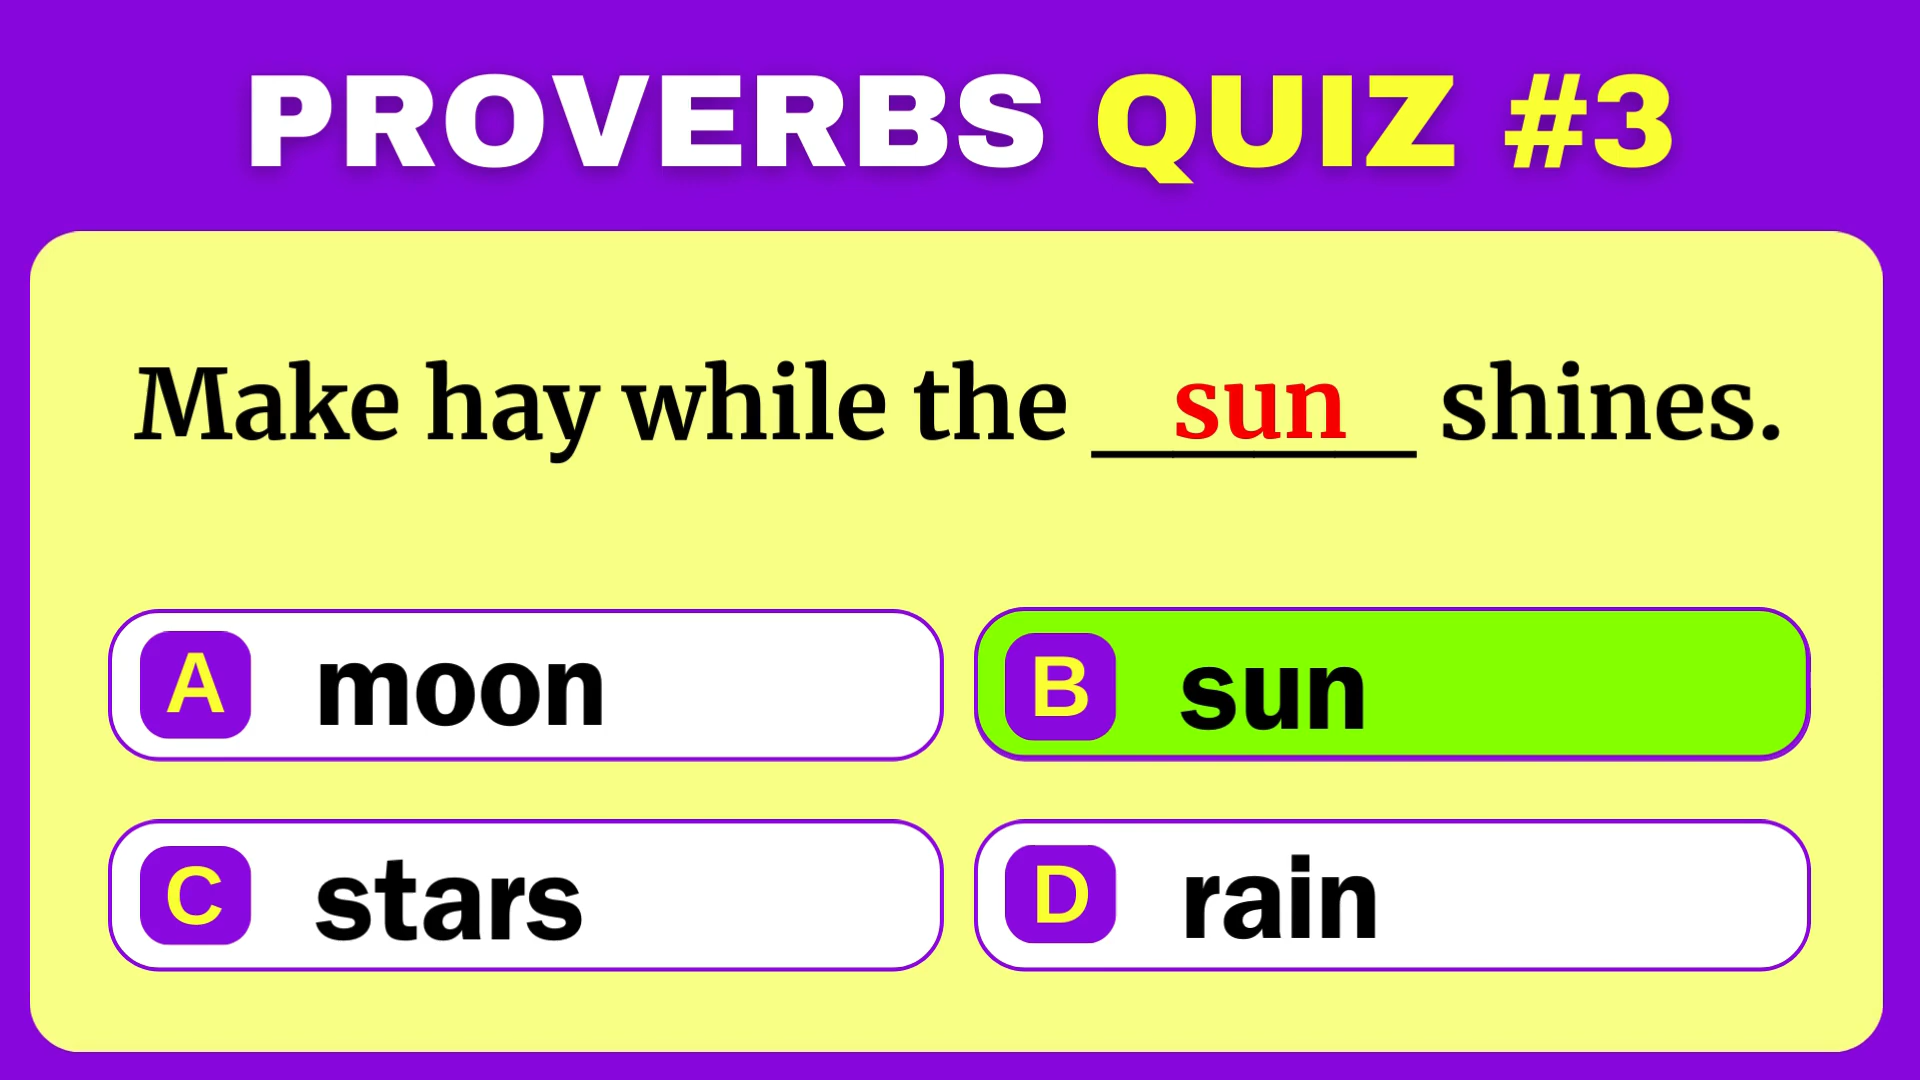 PROVERBS QUIZ #3
Make hay while the sun shines.
A moon
B sun
C stars
D rain